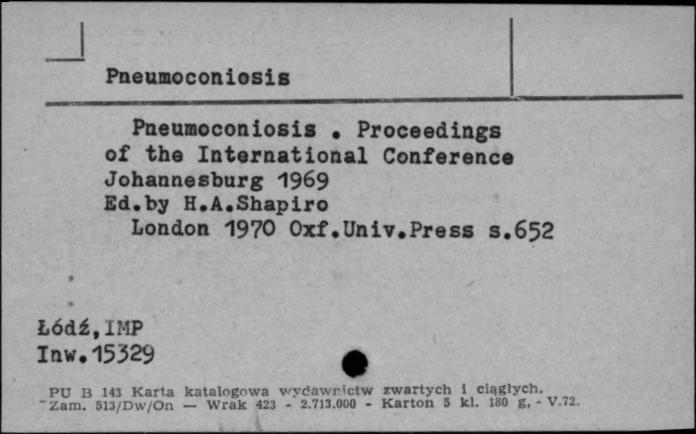 Pneumoconiosis
Pneumoconiosis . Proceedings
of the International Conference
Johannesburg 1969
Ed.by H.A.Shapiro
London 1970 Oxf.Univ.Press s.652
Łódź,IMP
Inw.15329
PU B 143 Karta katalogowa wydawnictw zwartych i ciągłych.
Zam. 513/Dw/On — Wrak 423 - 2.713.000 - Karton 5 kl. 180 g, - V.72.